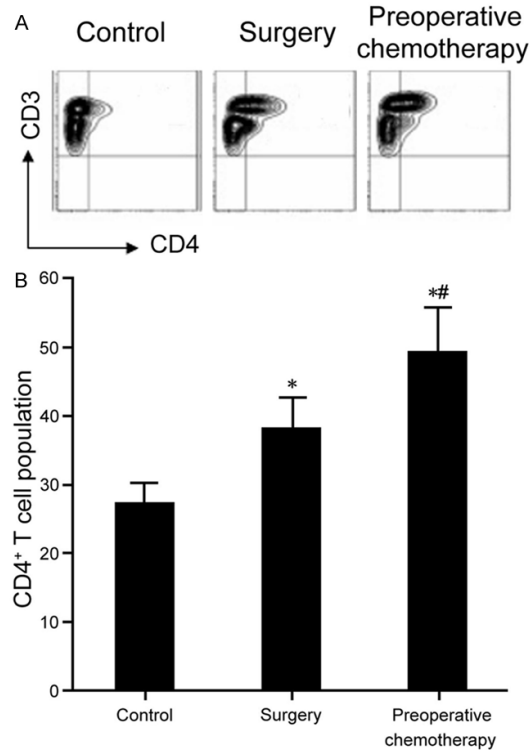 A
Control
Surgery
Preoperative
chemotherapy
CD3
CD4
B
CD4⁺ T cell population
60
50
40
30
20
10
0
*
*#
Control
Surgery
Preoperative
chemotherapy